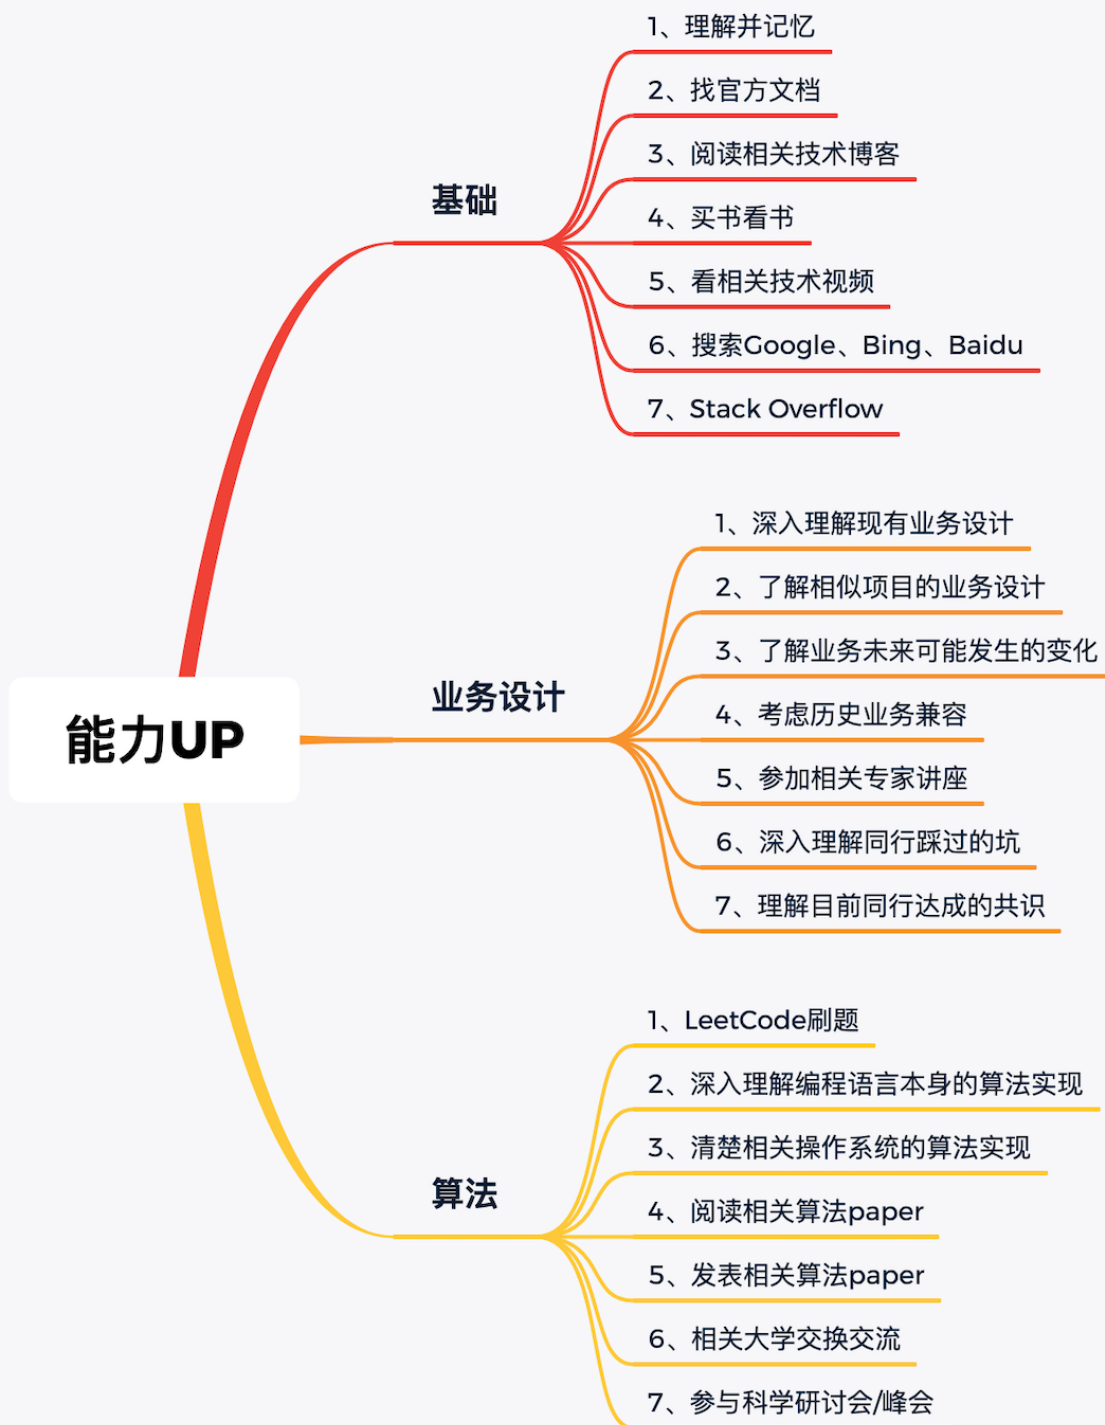 能力UP
基础
1、理解并记忆
2、找官方文档
3、阅读相关技术博客
4、买书看书
5、看相关技术视频
6、搜索Google、Bing、Baidu
7、Stack Overflow
业务设计
1、深入理解现有业务设计
2、了解相似项目的业务设计
3、了解业务未来可能发生的变化
4、考虑历史业务兼容
5、参加相关专家讲座
6、深入理解同行踩过的坑
7、理解目前同行达成的共识
算法
1、LeetCode刷题
2、深入理解编程语言本身的算法实现
3、清楚相关操作系统的算法实现
4、阅读相关算法paper
5、发表相关算法paper
6、相关大学交换交流
7、参与科学研讨会/峰会